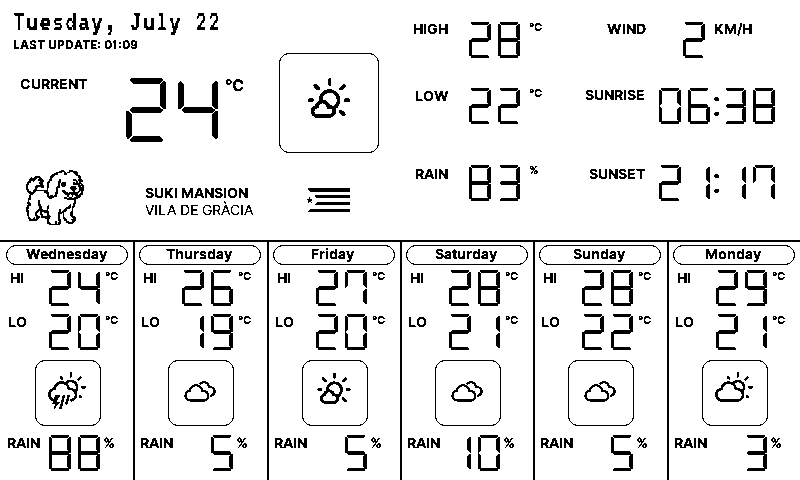 Tuesday, July 22
LAST UPDATE: 01:09
CURRENT 24 °C
HIGH 28 °C
WIND 2 KM/H
LOW 22 °C
SUNRISE 06:38
RAIN 83 %
SUNSET 21:17
SUKI MANSION
VILA DE GRÀCIA
Wednesday
HI 24 °C
LO 20 °C
RAIN 88 %
Thursday
HI 26 °C
LO 19 °C
RAIN 5 %
Friday
HI 27 °C
LO 20 °C
RAIN 5 %
Saturday
HI 28 °C
LO 21 °C
RAIN 10 %
Sunday
HI 28 °C
LO 22 °C
RAIN 5 %
Monday
HI 29 °C
LO 21 °C
RAIN 3 %